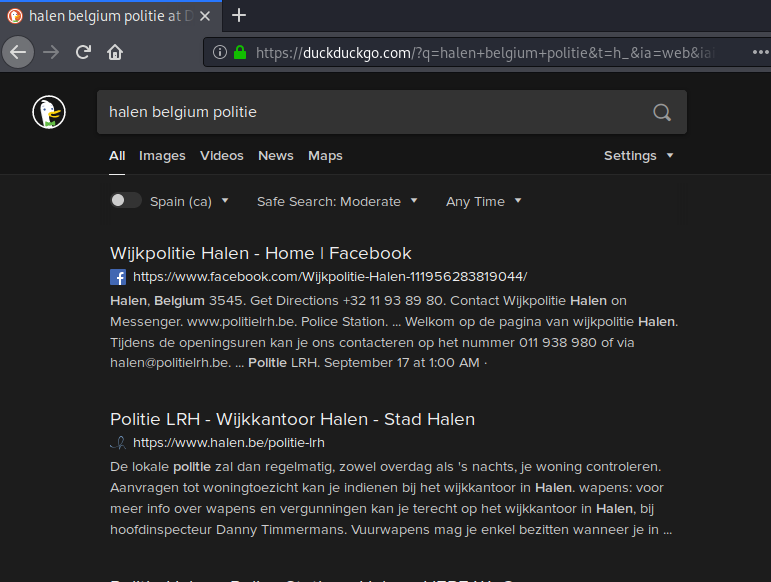 halen belgium politie at D
https://duckduckgo.com/?q=halen+belgium+politie&t=h_&ia=web&ia
halen belgium politie
All Images Videos News Maps Settings
Spain (ca) Safe Search: Moderate Any Time
Wijkpolitie Halen - Home | Facebook
https://www.facebook.com/Wijkpolitie-Halen-111956283819044/
Halen, Belgium 3545. Get Directions +32 11 93 89 80. Contact Wijkpolitie Halen on
Messenger. www.politielrh.be. Police Station. ... Welkom op de pagina van wijkpolitie Halen.
Tijdens de openingsuren kan je ons contacteren op het nummer 011 938 980 of via
halen@politielrh.be. ... Politie LRH. September 17 at 1:00 AM ·
Politie LRH - Wijkkantoor Halen - Stad Halen
https://www.halen.be/politie-lrh
De lokale politie zal dan regelmatig, zowel overdag als 's nachts, je woning controleren.
Aanvragen tot woningtoezicht kan je indienen bij het wijkkantoor in Halen. wapens: voor
meer info over wapens en vergunningen kan je terecht op het wijkkantoor in Halen, bij
hoofdinspecteur Danny Timmermans. Vuurwapens mag je enkel bezitten wanneer je in ...